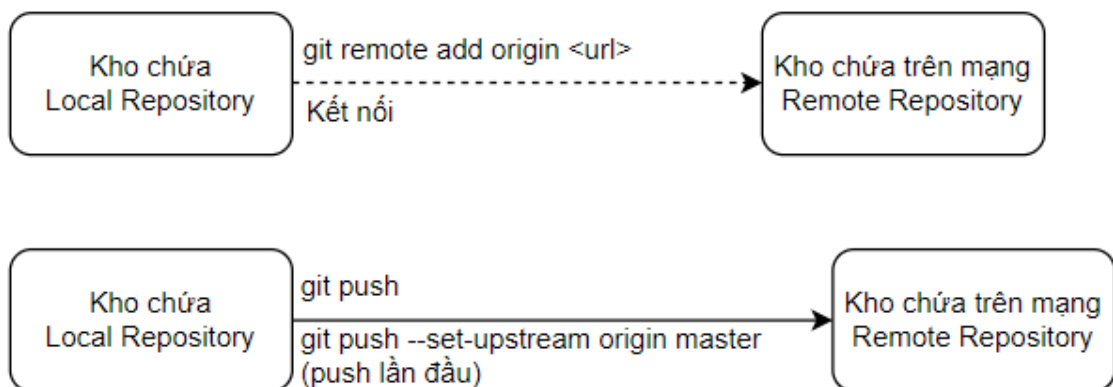 Kho chứa
Local Repository
git remote add origin <url>
Kết nối
Kho chứa trên mạng
Remote Repository
Kho chứa
Local Repository
git push
git push --set-upstream origin master
(push lần đầu)
Kho chứa trên mạng
Remote Repository